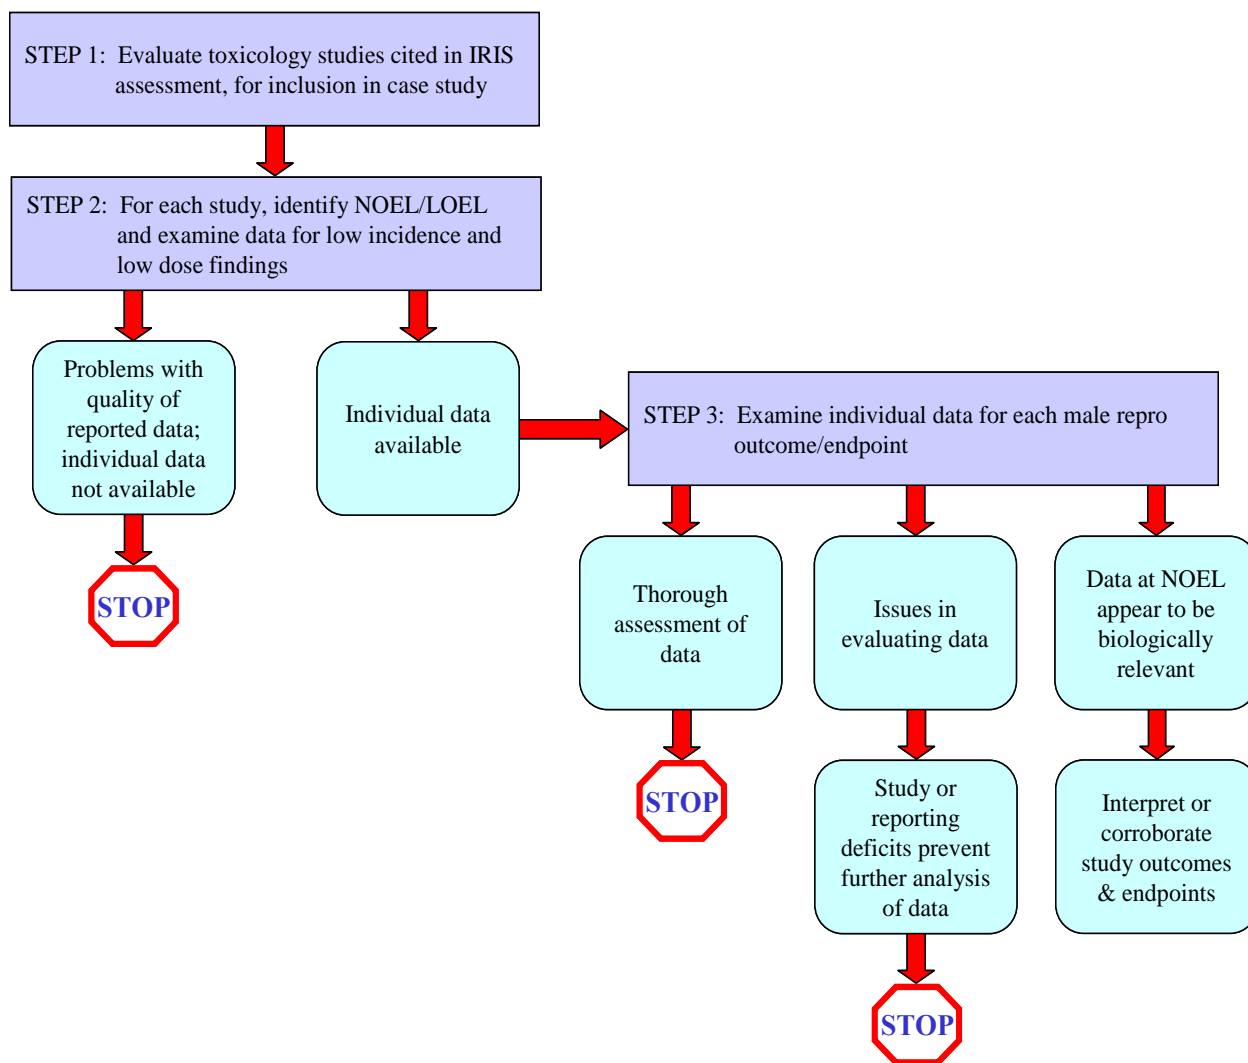 STEP 1: Evaluate toxicology studies cited in IRIS
assessment, for inclusion in case study
STEP 2: For each study, identify NOEL/LOEL
and examine data for low incidence and
low dose findings
Problems with
quality of
reported data;
individual data
not available
STOP
Individual data
available
STEP 3: Examine individual data for each male repro
outcome/endpoint
Thorough
assessment of
data
STOP
Issues in
evaluating data
Study or
reporting
deficits prevent
further analysis
of data
STOP
Data at NOEL
appear to be
biologically
relevant
Interpret or
corroborate
study outcomes
& endpoints